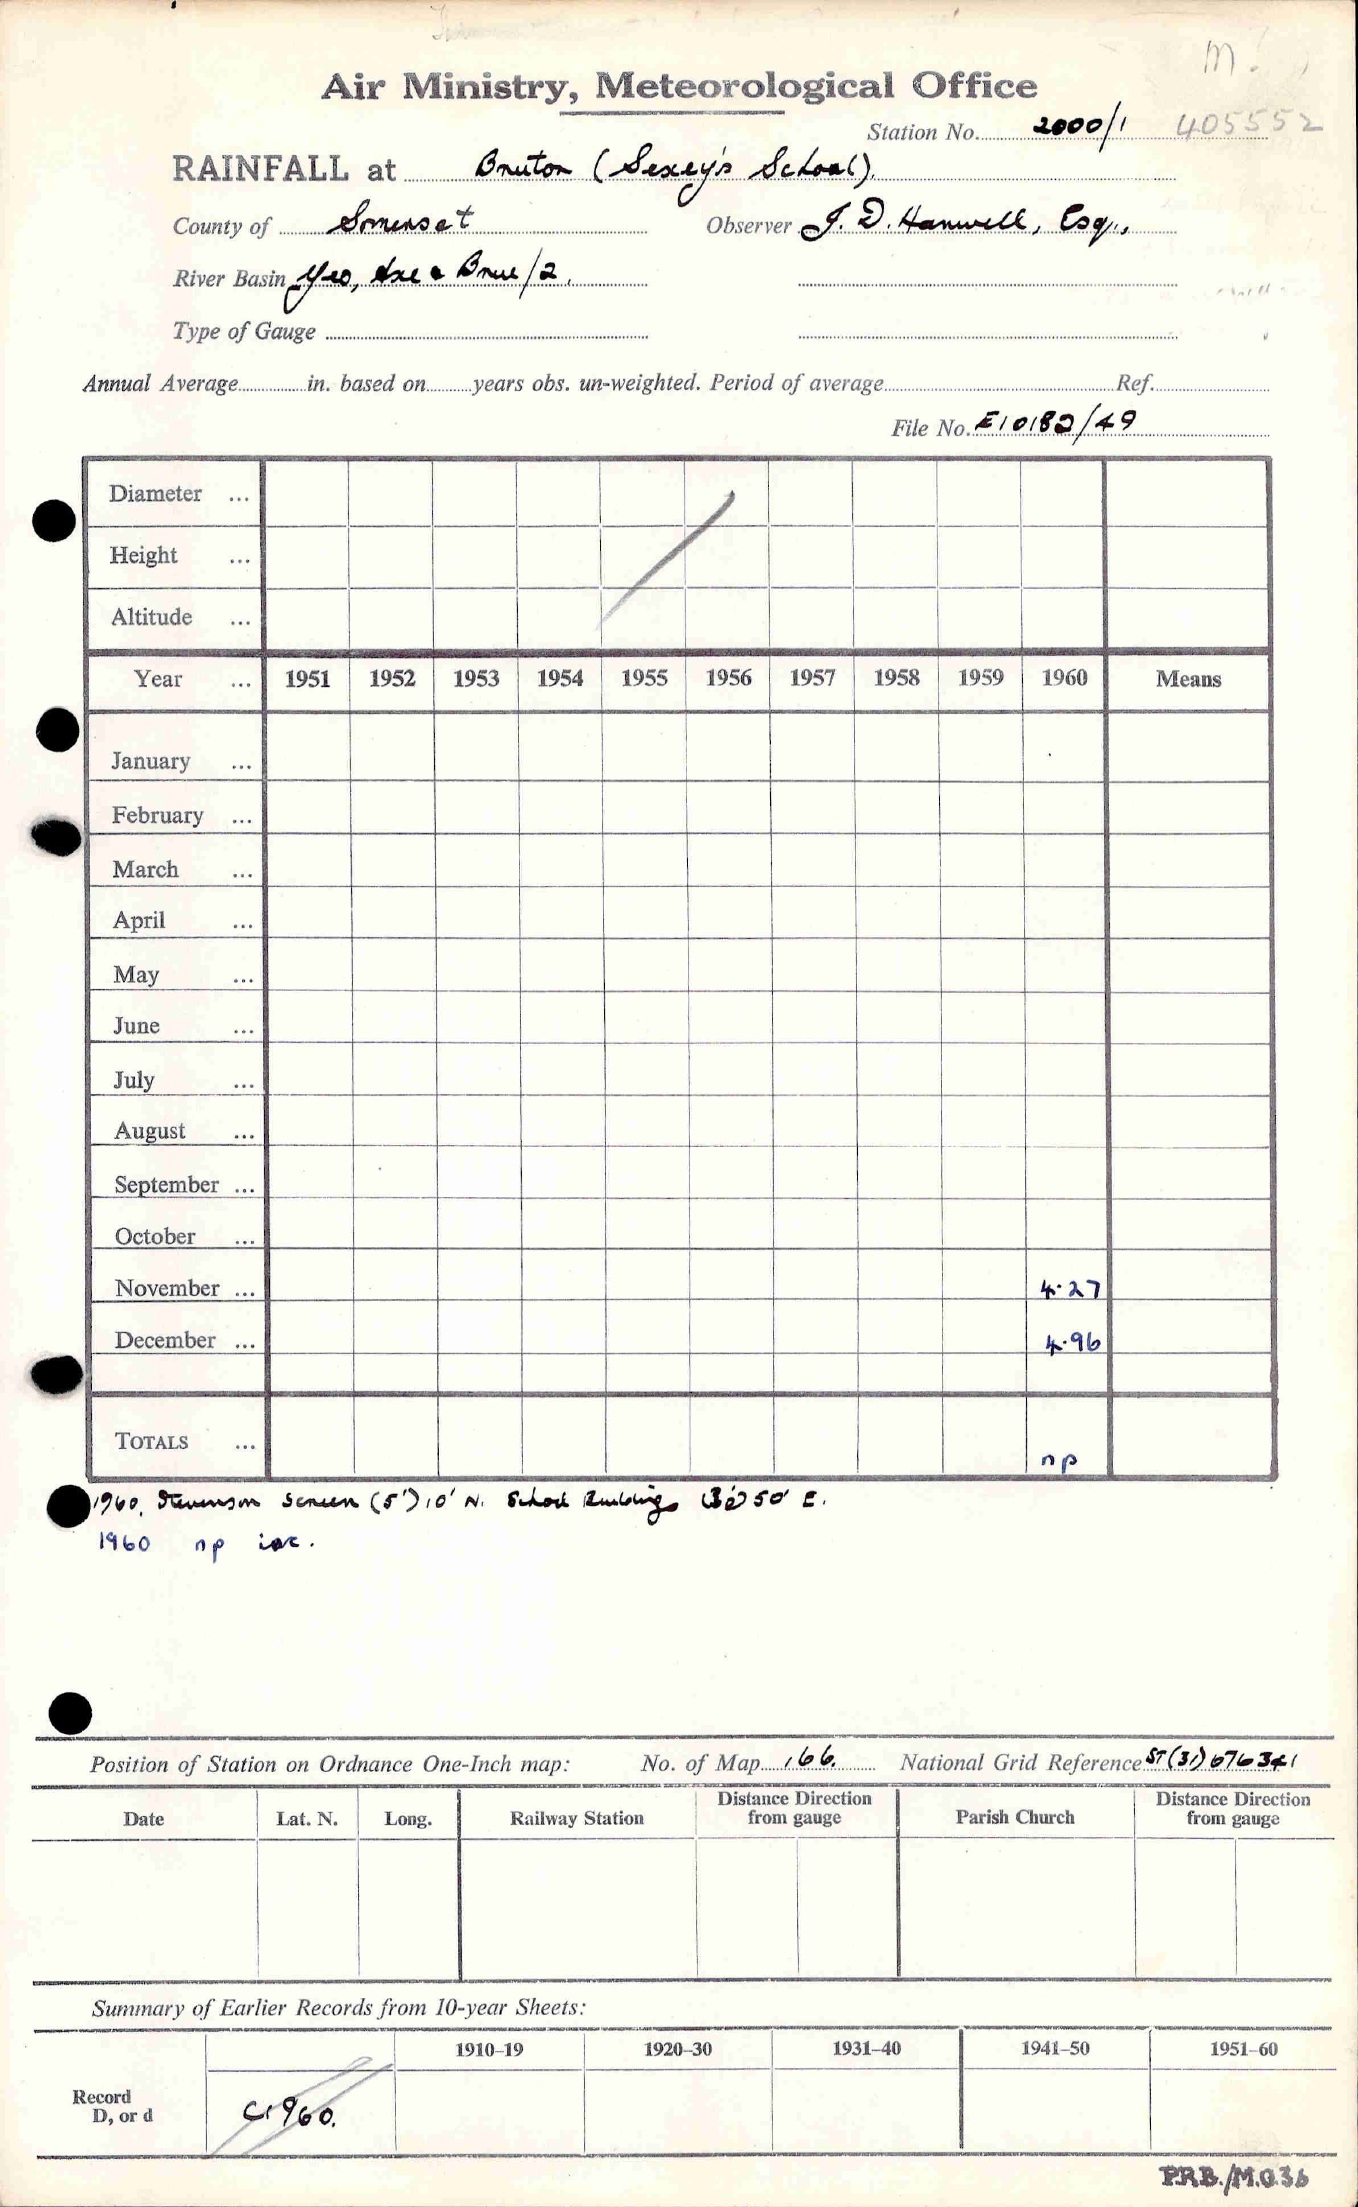 M.
Air Ministry, Meteorological Office
Station No. 2000/1 405552
RAINFALL at Bruton (Sexey's School).
County of Somerset Observer J. D. Hanwell, Esq.,
River Basin Yeo, Axe & Brue/2.
Type of Gauge
Annual Average in. based on years obs. un-weighted. Period of average Ref.
File No. E10182/49
Diameter ...
Height ...
Altitude ...
Year ... 1951 1952 1953 1954 1955 1956 1957 1958 1959 1960 Means
January ...
February ...
March ...
April ...
May ...
June ...
July ...
August ...
September ...
October ...
November ... 4.27
December ... 4.96
TOTALS ... np
1960. Stevenson Screen (5') 10' N. School Buildings 50' E.
1960 np inc.
Position of Station on Ordnance One-Inch map: No. of Map 166. National Grid Reference ST(31)676341
Date Lat. N. Long. Railway Station Distance Direction from gauge Parish Church Distance Direction from gauge
Summary of Earlier Records from 10-year Sheets:
1910–19 1920–30 1931–40 1941–50 1951–60
Record
D, or d C1960.
P.R.B./M.O.36